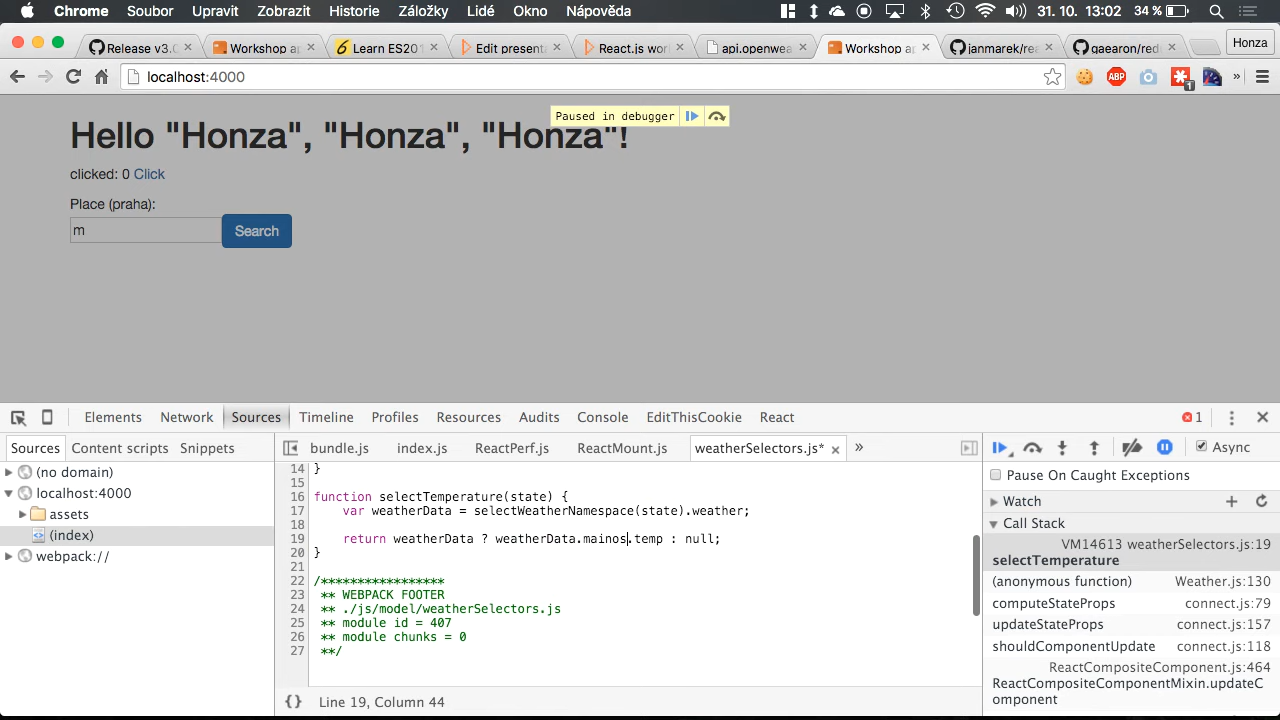 Chrome Soubor Upravit Zobrazit Historie Záložky Lidé Okno Nápověda 31. 10. 13:02 34 %
Release v3.0 Workshop ap Learn ES201 Edit present React.js wor api.openwea Workshop ap janmarek/rea gaearon/red Honza
localhost:4000 ABP 1 »
Paused in debugger
Hello "Honza", "Honza", "Honza"!
clicked: 0 Click
Place (praha):
m Search
Elements Network Sources Timeline Profiles Resources Audits Console EditThisCookie React 1
Sources Content scripts Snippets
(no domain)
localhost:4000
assets
(index)
webpack://
bundle.js index.js ReactPerf.js ReactMount.js weatherSelectors.js* »
14 }
15
16 function selectTemperature(state) {
17 var weatherData = selectWeatherNamespace(state).weather;
18
19 return weatherData ? weatherData.mainos.temp : null;
20 }
21
22 /*****************
23 ** WEBPACK FOOTER
24 ** ./js/model/weatherSelectors.js
25 ** module id = 407
26 ** module chunks = 0
27 **/
{} Line 19, Column 44
Async
Pause On Caught Exceptions
Watch
Call Stack
VM14613 weatherSelectors.js:19
selectTemperature
(anonymous function) Weather.js:130
computeStateProps connect.js:79
updateStateProps connect.js:157
shouldComponentUpdate connect.js:118
ReactCompositeComponent.js:464
ReactCompositeComponentMixin.updateC
omponent